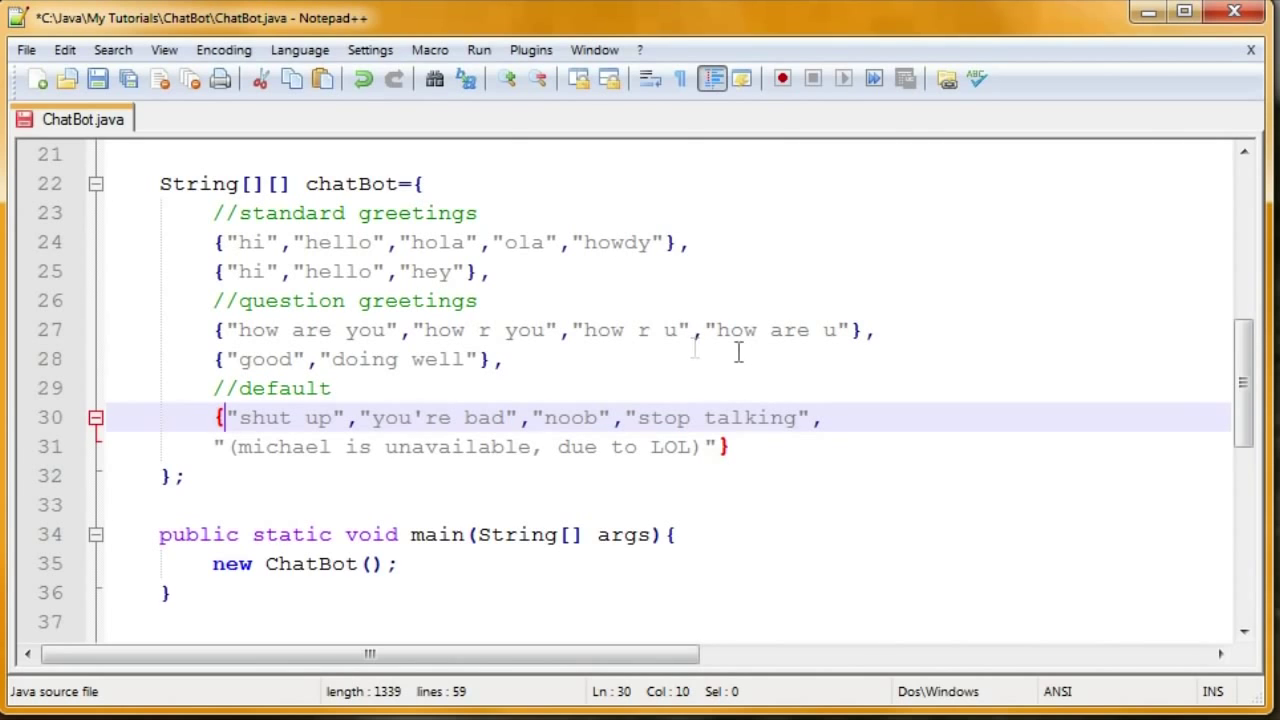 *C:\Java\My Tutorials\ChatBot\ChatBot.java - Notepad++
File Edit Search View Encoding Language Settings Macro Run Plugins Window ? X
ABC
ChatBot.java
21
22 String[][] chatBot={
23 //standard greetings
24 {"hi","hello","hola","ola","howdy"},
25 {"hi","hello","hey"},
26 //question greetings
27 {"how are you","how r you","how r u","how are u"},
28 {"good","doing well"},
29 //default
30 {"shut up","you're bad","noob","stop talking",
31 "(michael is unavailable, due to LOL)"}
32 };
33
34 public static void main(String[] args){
35 new ChatBot();
36 }
37
Java source file length : 1339 lines : 59 Ln : 30 Col : 10 Sel : 0 Dos\Windows ANSI INS